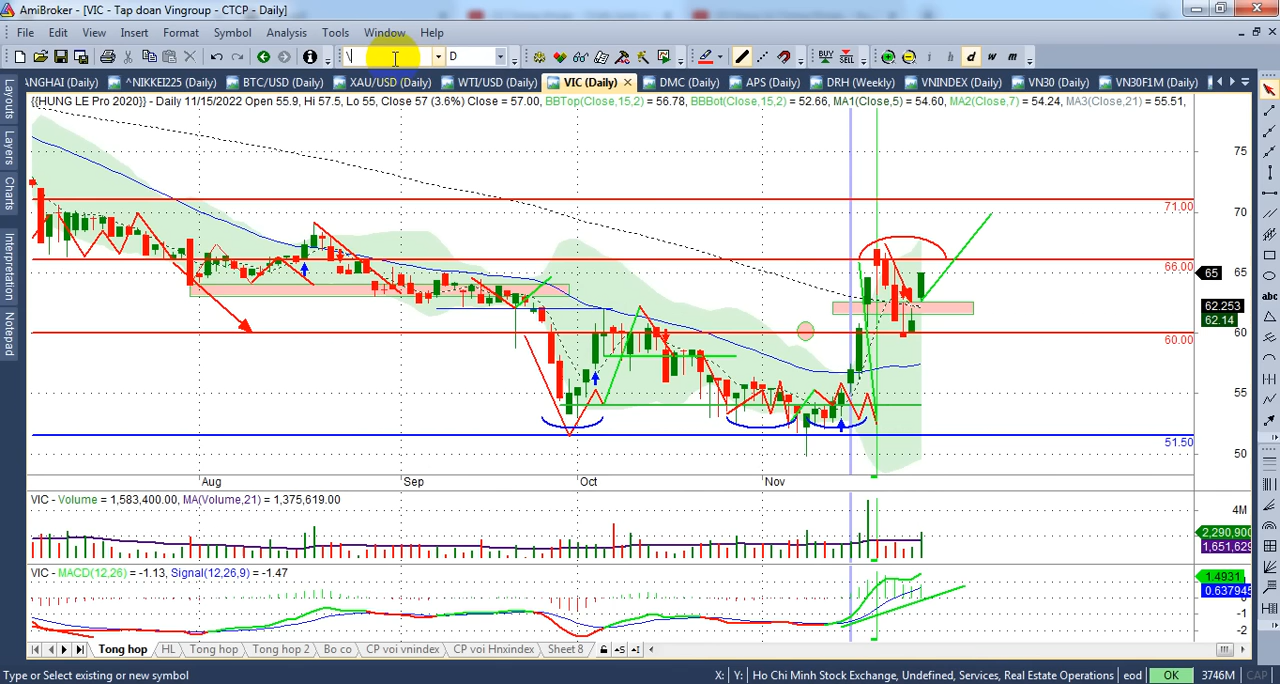 AmiBroker - [VIC - Tap doan Vingroup - CTCP - Daily]
File Edit View Insert Format Symbol Analysis Tools Window Help
D
i d w m
BUY SELL
NGHAI (Daily) ^NIKKEI225 (Daily) BTC/USD (Daily) XAU/USD (Daily) WTI/USD (Daily) VIC (Daily) DMC (Daily) APS (Daily) DRH (Weekly) VNINDEX (Daily) VN30 (Daily) VN30F1M (Daily)
{{HUNG LE Pro 2020}} - Daily 11/15/2022 Open 55.9, Hi 57.5, Lo 55, Close 57 (3.6%) Close = 57.00, BBTop(Close,15,2) = 56.78, BBBot(Close,15,2) = 52.66, MA1(Close,5) = 54.60, MA2(Close,7) = 54.24, MA3(Close,21) = 55.51,
Layouts
Layers
Charts
Interpretation
Notepad
75
71.00
70
66.00
65
65
62.253
62.14
60
60.00
55
51.50
50
Aug Sep Oct Nov
VIC - Volume = 1,583,400.00, MA(Volume,21) = 1,375,619.00
4M
2,290,900
1,651,629
VIC - MACD(12,26) = -1.13, Signal(12,26,9) = -1.47
1.4931
0.637945
-1
-2
Tong hop HL Tong hop Tong hop 2 Bo co CP voi vnindex CP voi Hnxindex Sheet 8
abc
Type or Select existing or new symbol X: Y: Ho Chi Minh Stock Exchange, Undefined, Services, Real Estate Operations eod OK 3746M CAP